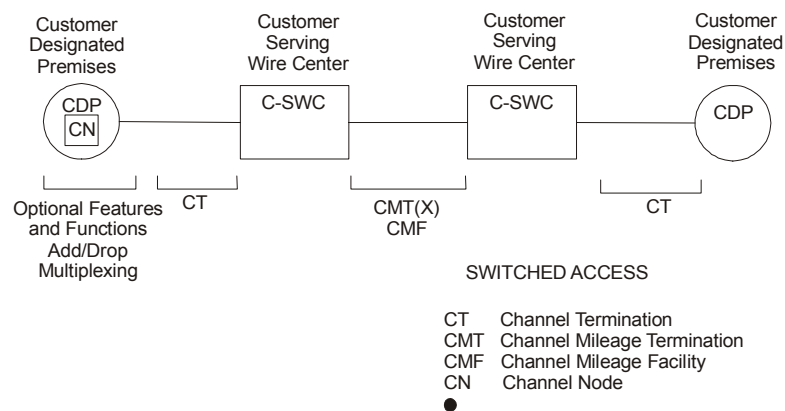 Customer
Designated
Premises
Customer
Serving
Wire Center
Customer
Serving
Wire Center
Customer
Designated
Premises
CDP
CN
C-SWC
C-SWC
CDP
Optional Features
and Functions
Add/Drop
Multiplexing
CT
CMT(X)
CMF
CT
SWITCHED ACCESS
CT Channel Termination
CMT Channel Mileage Termination
CMF Channel Mileage Facility
CN Channel Node
●